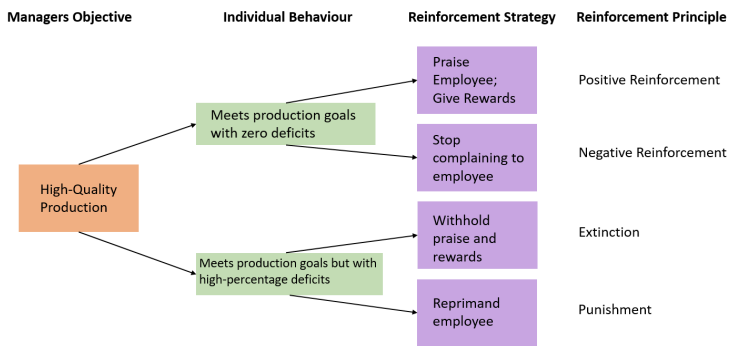 Managers Objective
Individual Behaviour
Reinforcement Strategy
Reinforcement Principle
High-Quality
Production
Meets production goals
with zero deficits
Meets production goals but with
high-percentage deficits
Praise
Employee;
Give Rewards
Positive Reinforcement
Stop
complaining to
employee
Negative Reinforcement
Withhold
praise and
rewards
Extinction
Reprimand
employee
Punishment